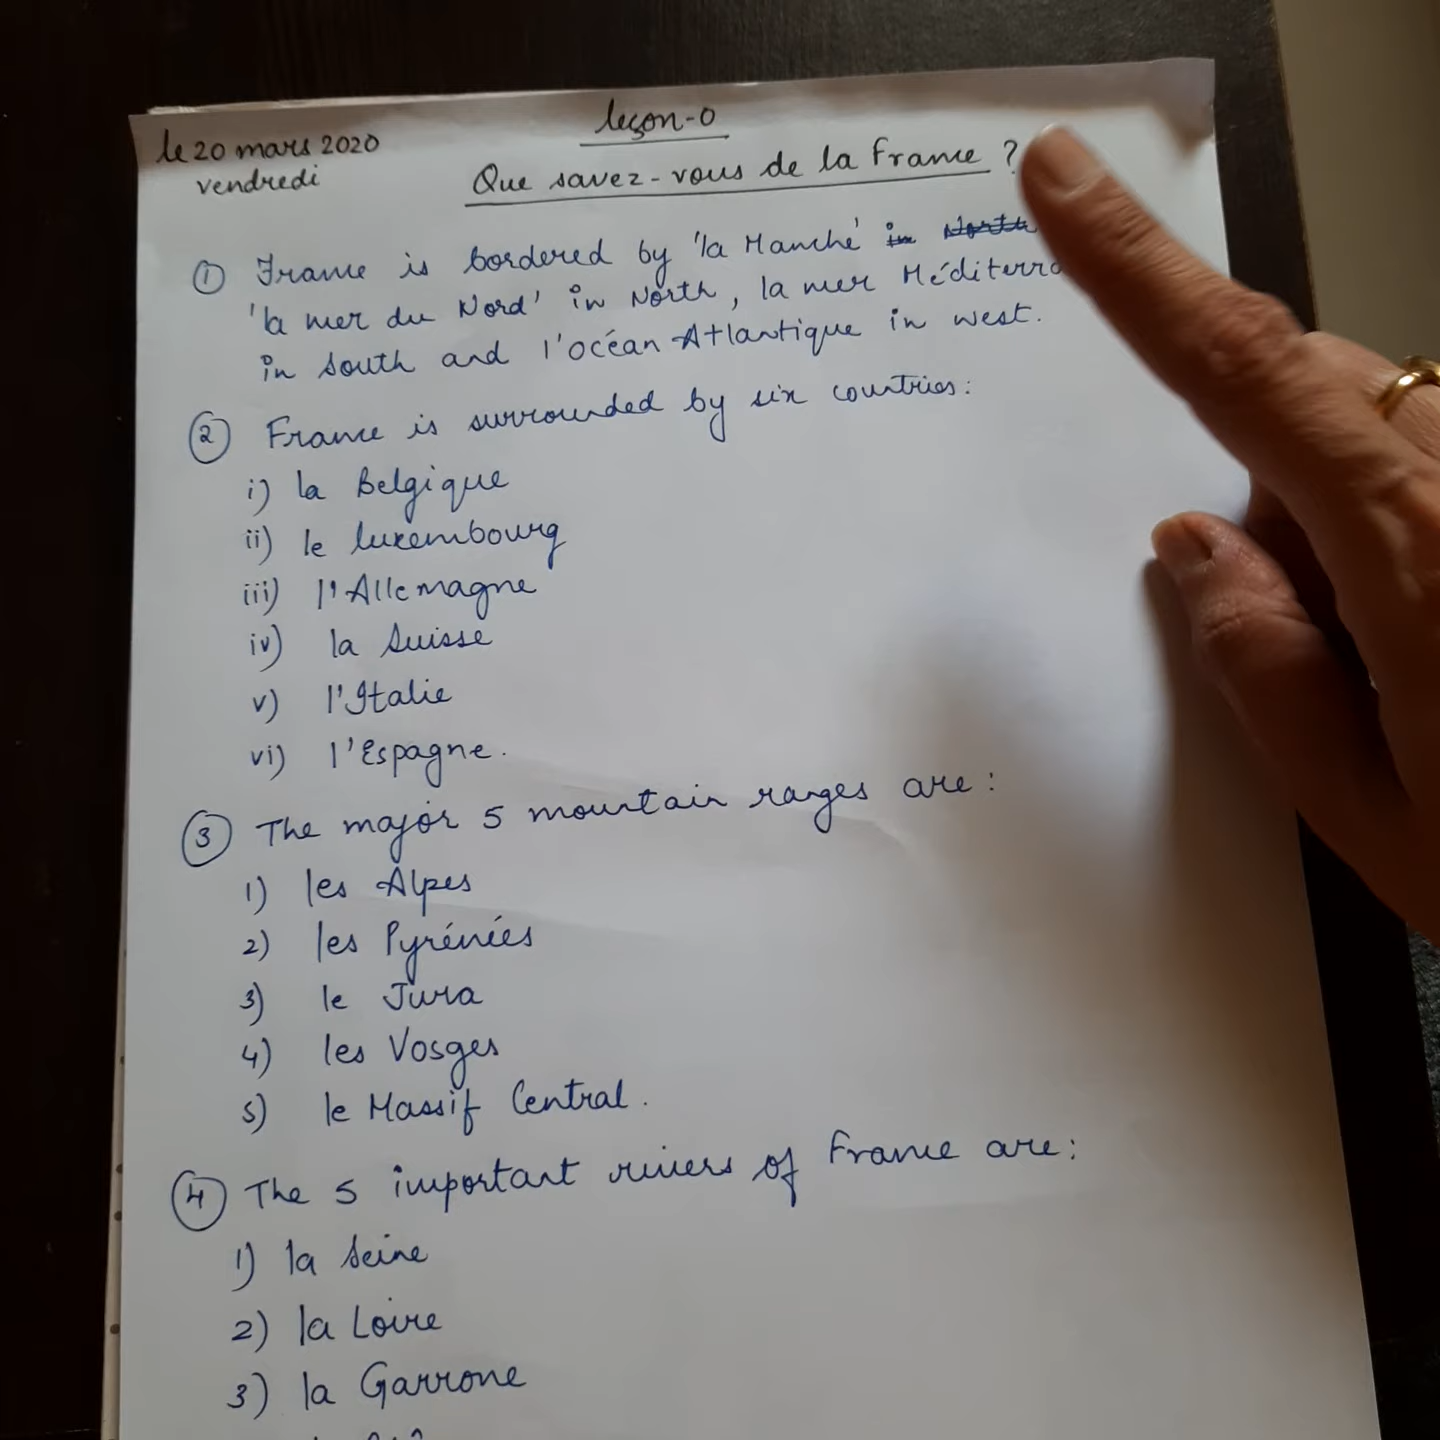 leçon-0
le 20 mars 2020
vendredi
Que savez-vous de la France ?
① France is bordered by 'la Manche' in North
'la mer du Nord' in North, la mer Méditerra
in south and l'océan Atlantique in west.
② France is surrounded by six countries:
i) la Belgique
ii) le luxembourg
iii) l'Allemagne
iv) la Suisse
v) l'Italie
vi) l'Espagne.
③ The major 5 mountain ranges are:
1) les Alpes
2) les Pyrénées
3) le Jura
4) les Vosges
5) le Massif Central.
④ The 5 important rivers of France are:
1) la Seine
2) la Loire
3) la Garrone